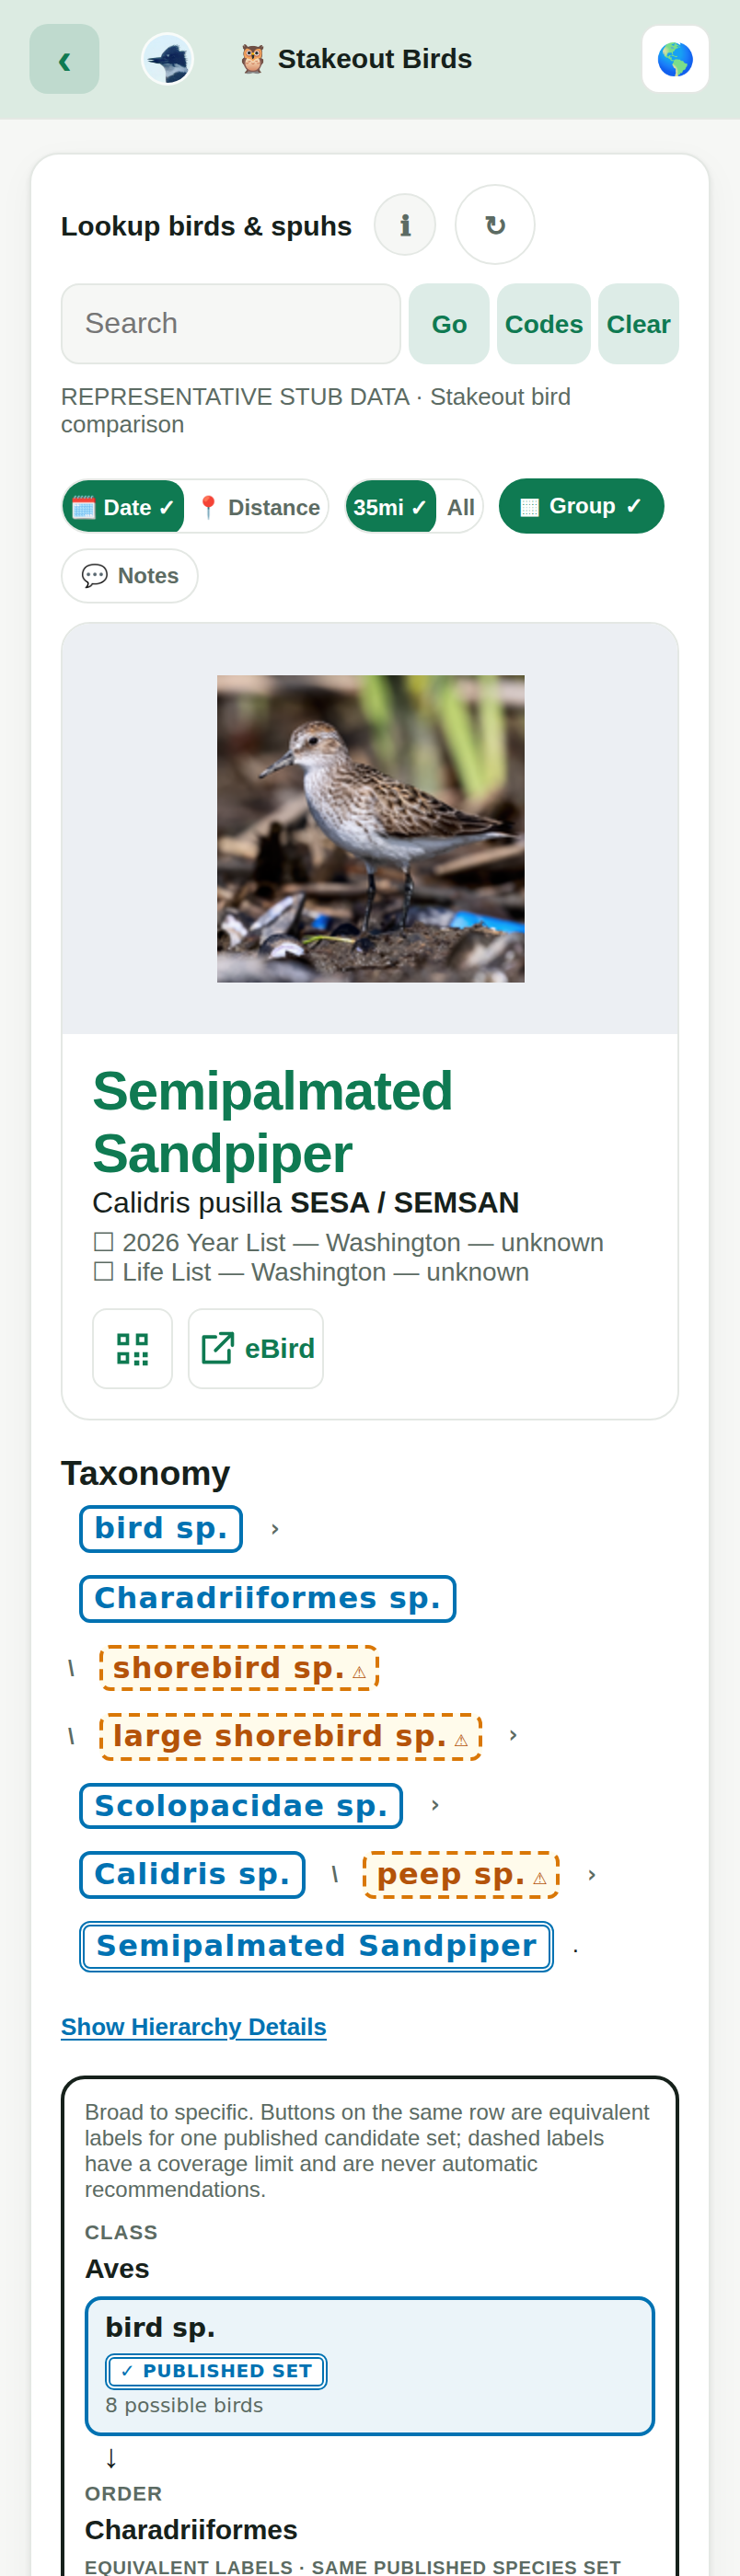 ‹ 🦉 Stakeout Birds 🌎
Lookup birds & spuhs ℹ ↻
Search Go Codes Clear
REPRESENTATIVE STUB DATA · Stakeout bird
comparison
🗓️ Date ✓ 📍 Distance 35mi ✓ All ▦ Group ✓
💬 Notes
Semipalmated
Sandpiper
Calidris pusilla SESA / SEMSAN
☐ 2026 Year List — Washington — unknown
☐ Life List — Washington — unknown
eBird
Taxonomy
bird sp. ›
Charadriiformes sp.
\ shorebird sp. ⚠
\ large shorebird sp. ⚠ ›
Scolopacidae sp. ›
Calidris sp. \ peep sp. ⚠ ›
Semipalmated Sandpiper .
Show Hierarchy Details
Broad to specific. Buttons on the same row are equivalent
labels for one published candidate set; dashed labels
have a coverage limit and are never automatic
recommendations.
CLASS
Aves
bird sp.
✓ PUBLISHED SET
8 possible birds
↓
ORDER
Charadriiformes
EQUIVALENT LABELS · SAME PUBLISHED SPECIES SET